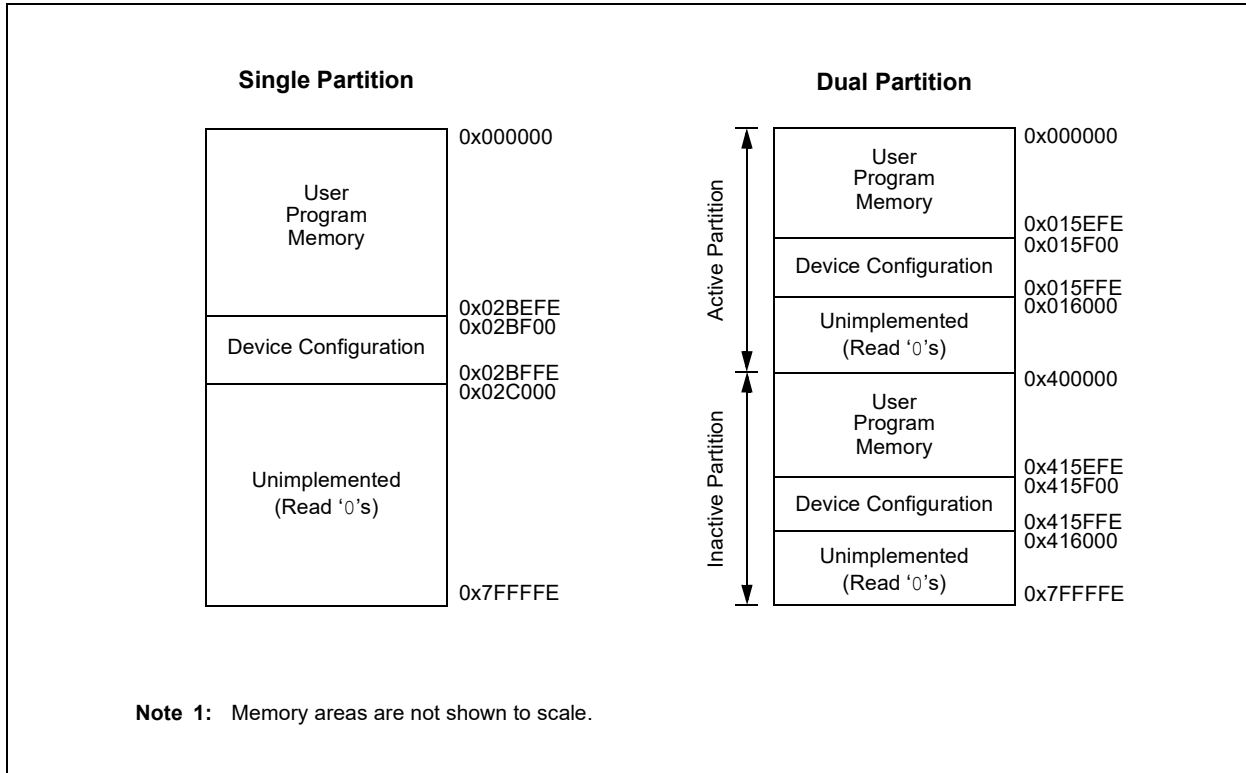 Single Partition
0x000000
User
Program
Memory
0x02BEFE
0x02BF00
Device Configuration
0x02BFFE
0x02C000
Unimplemented
(Read ‘0’s)
0x7FFFFE
Dual Partition
Active Partition
0x000000
User
Program
Memory
0x015EFE
0x015F00
Device Configuration
0x015FFE
0x016000
Unimplemented
(Read ‘0’s)
Inactive Partition
0x400000
User
Program
Memory
0x415EFE
0x415F00
Device Configuration
0x415FFE
0x416000
Unimplemented
(Read ‘0’s)
0x7FFFFE
Note 1: Memory areas are not shown to scale.